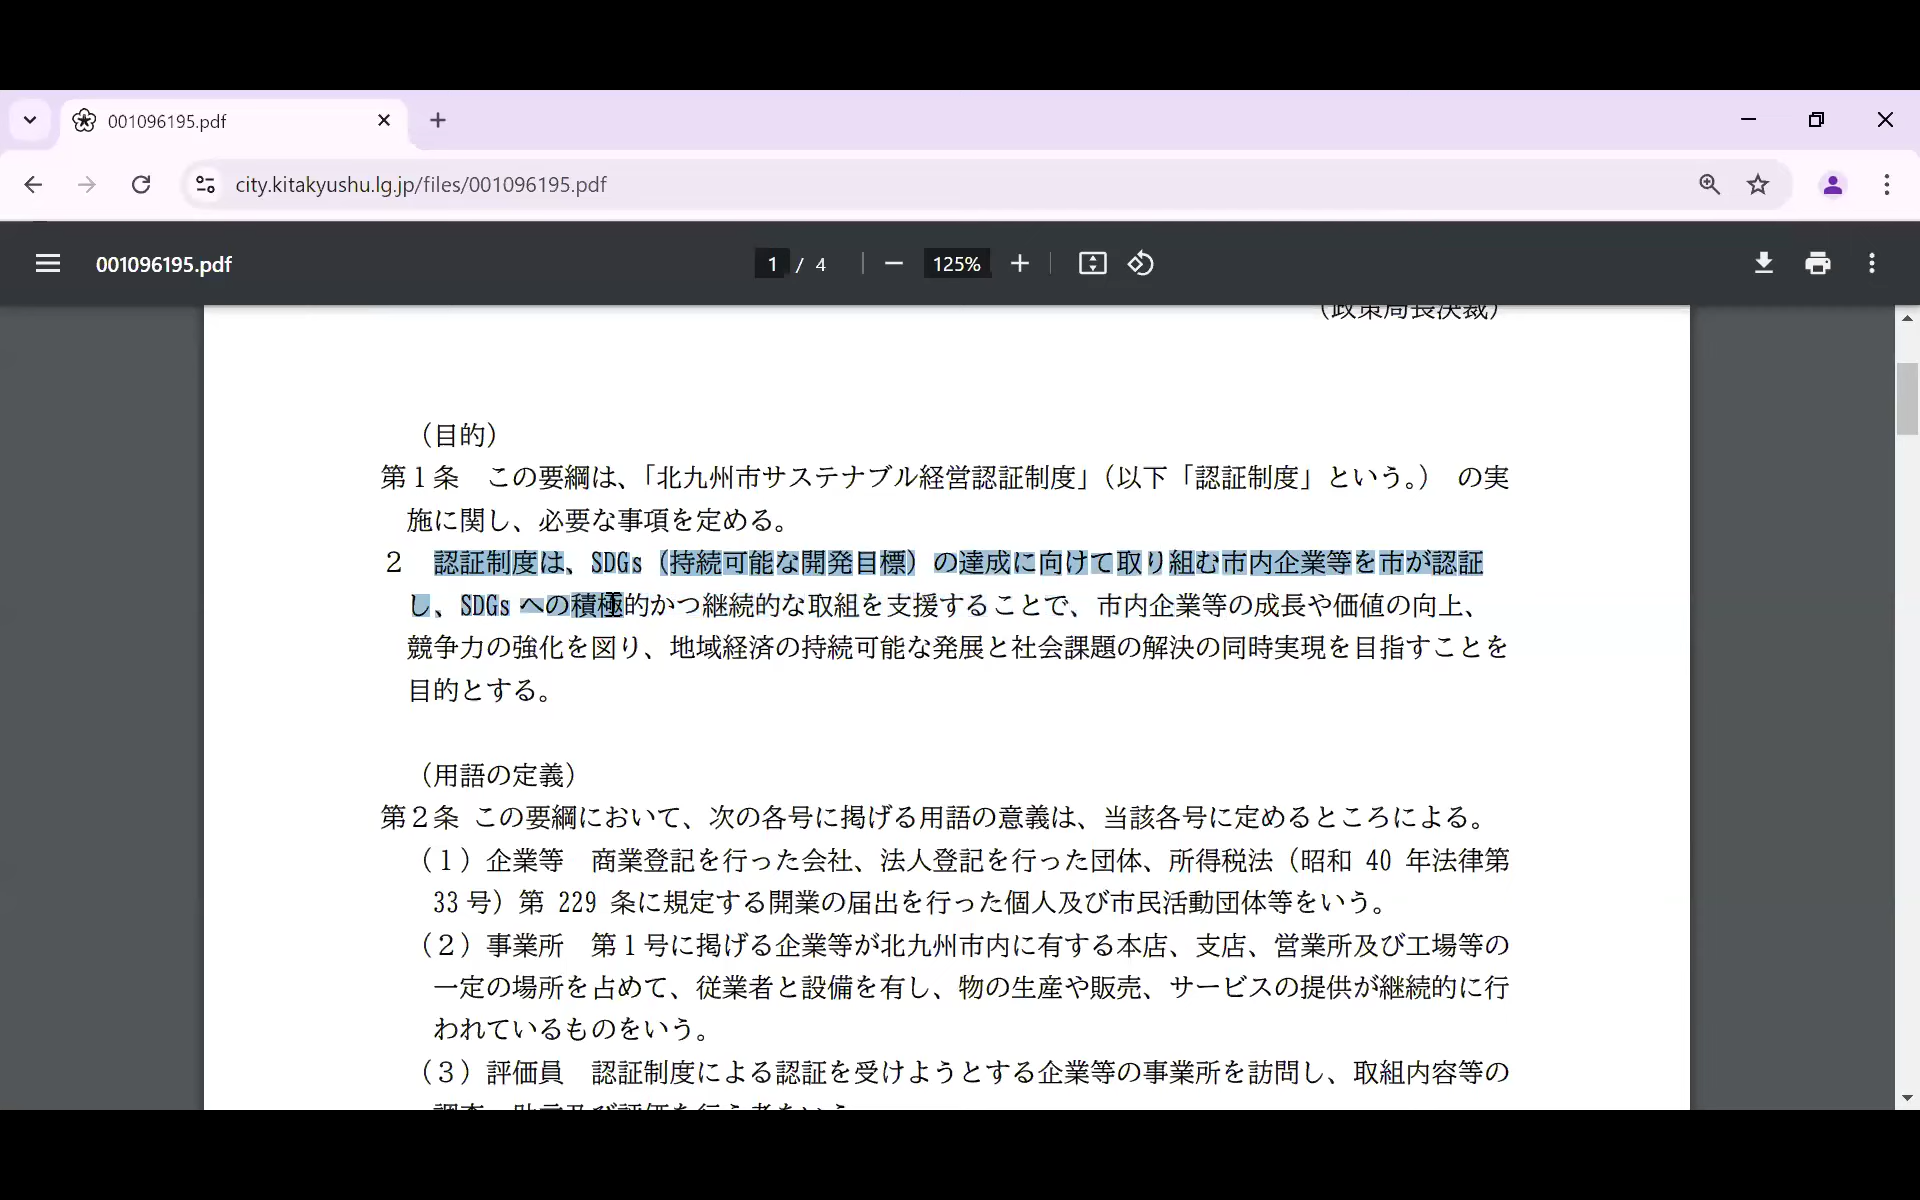 001096195.pdf
city.kitakyushu.lg.jp/files/001096195.pdf
001096195.pdf
1 / 4
125%
（政策局長決裁）
（目的）
第１条　この要綱は、「北九州市サステナブル経営認証制度」（以下「認証制度」という。）　の実
施に関し、必要な事項を定める。
２　認証制度は、SDGs（持続可能な開発目標）の達成に向けて取り組む市内企業等を市が認証
し、SDGs への積極的かつ継続的な取組を支援することで、市内企業等の成長や価値の向上、
競争力の強化を図り、地域経済の持続可能な発展と社会課題の解決の同時実現を目指すことを
目的とする。
（用語の定義）
第２条 この要綱において、次の各号に掲げる用語の意義は、当該各号に定めるところによる。
（１）企業等　商業登記を行った会社、法人登記を行った団体、所得税法（昭和 40 年法律第
33 号）第 229 条に規定する開業の届出を行った個人及び市民活動団体等をいう。
（２）事業所　第１号に掲げる企業等が北九州市内に有する本店、支店、営業所及び工場等の
一定の場所を占めて、従業者と設備を有し、物の生産や販売、サービスの提供が継続的に行
われているものをいう。
（３）評価員　認証制度による認証を受けようとする企業等の事業所を訪問し、取組内容等の
調査、助言及び評価を行う者をいう。